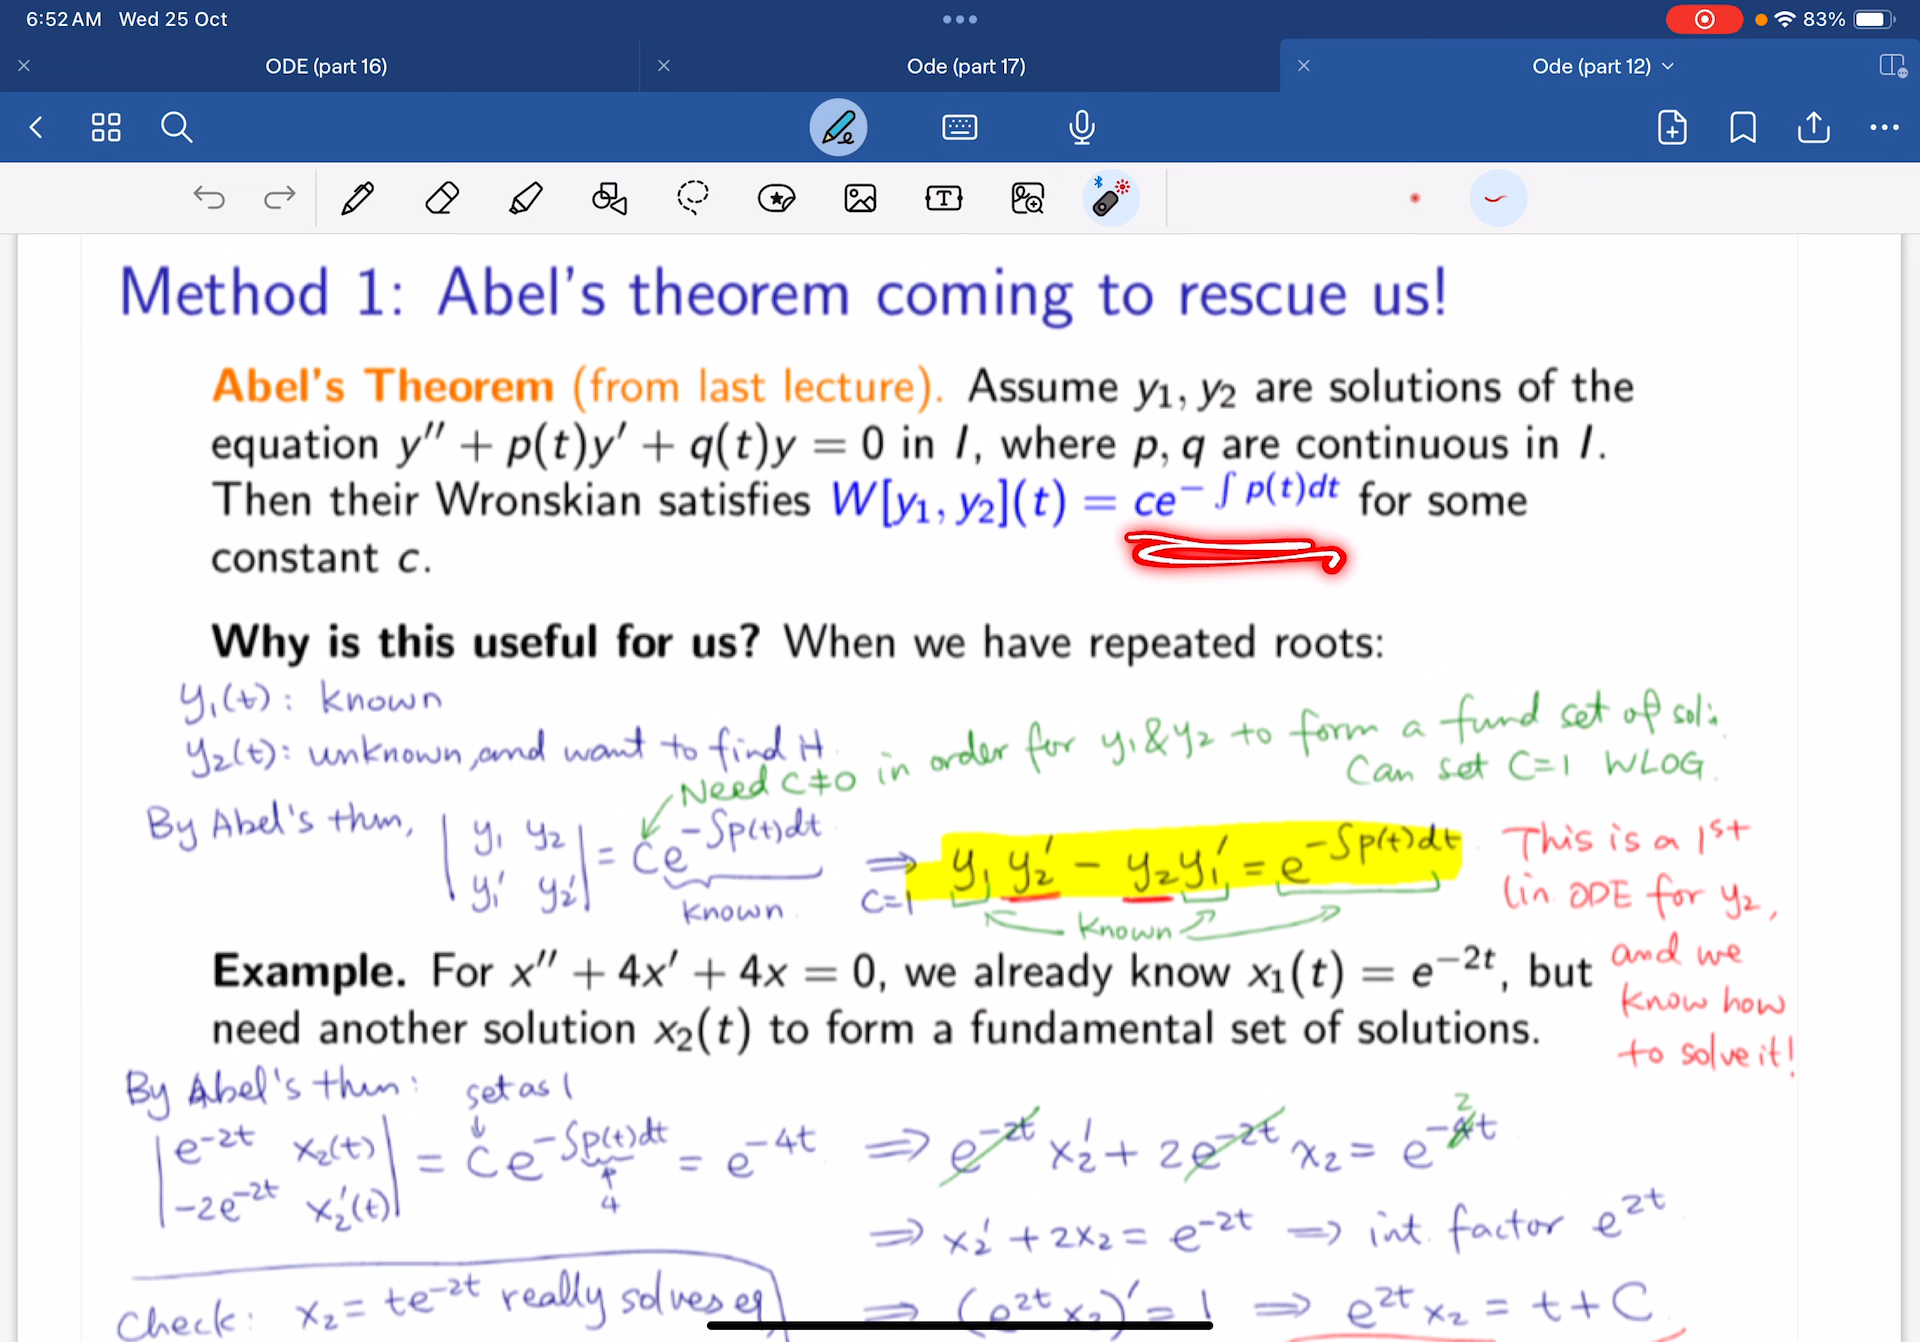 6:52 AM Wed 25 Oct
83%
ODE (part 16)
Ode (part 17)
Ode (part 12)
Method 1: Abel's theorem coming to rescue us!
Abel's Theorem (from last lecture). Assume y₁, y₂ are solutions of the
equation y″ + p(t)y′ + q(t)y = 0 in I, where p, q are continuous in I.
Then their Wronskian satisfies W[y₁, y₂](t) = ce^{−∫p(t)dt} for some
constant c.
Why is this useful for us? When we have repeated roots:
y₁(t): known
y₂(t): unknown, and want to find it
Need C≠0 in order for y₁ & y₂ to form a fund set of sol:
Can set C=1 WLOG.
By Abel's thm, | y₁ y₂ | = Ce^{−∫p(t)dt} ⟹ y₁ y₂′ − y₂y₁′ = e^{−∫p(t)dt}
| y₁′ y₂′ |
known
C=1
Known
This is a 1st
lin ODE for y₂,
and we
know how
to solve it!
Example. For x″ + 4x′ + 4x = 0, we already know x₁(t) = e^{−2t}, but
need another solution x₂(t) to form a fundamental set of solutions.
By Abel's thm: set as 1
| e^{−2t} x₂(t) | = Ce^{−∫p(t)dt} = e^{−4t} ⟹ e^{−2t} x₂′ + 2e^{−2t} x₂ = e^{−4t} 2
| −2e^{−2t} x₂′(t) | 4
⟹ x₂′ + 2x₂ = e^{−2t} ⟹ int. factor e^{2t}
Check: x₂ = te^{−2t} really solves eq
⟹ (e^{2t} x₂)′ = 1 ⟹ e^{2t} x₂ = t + C